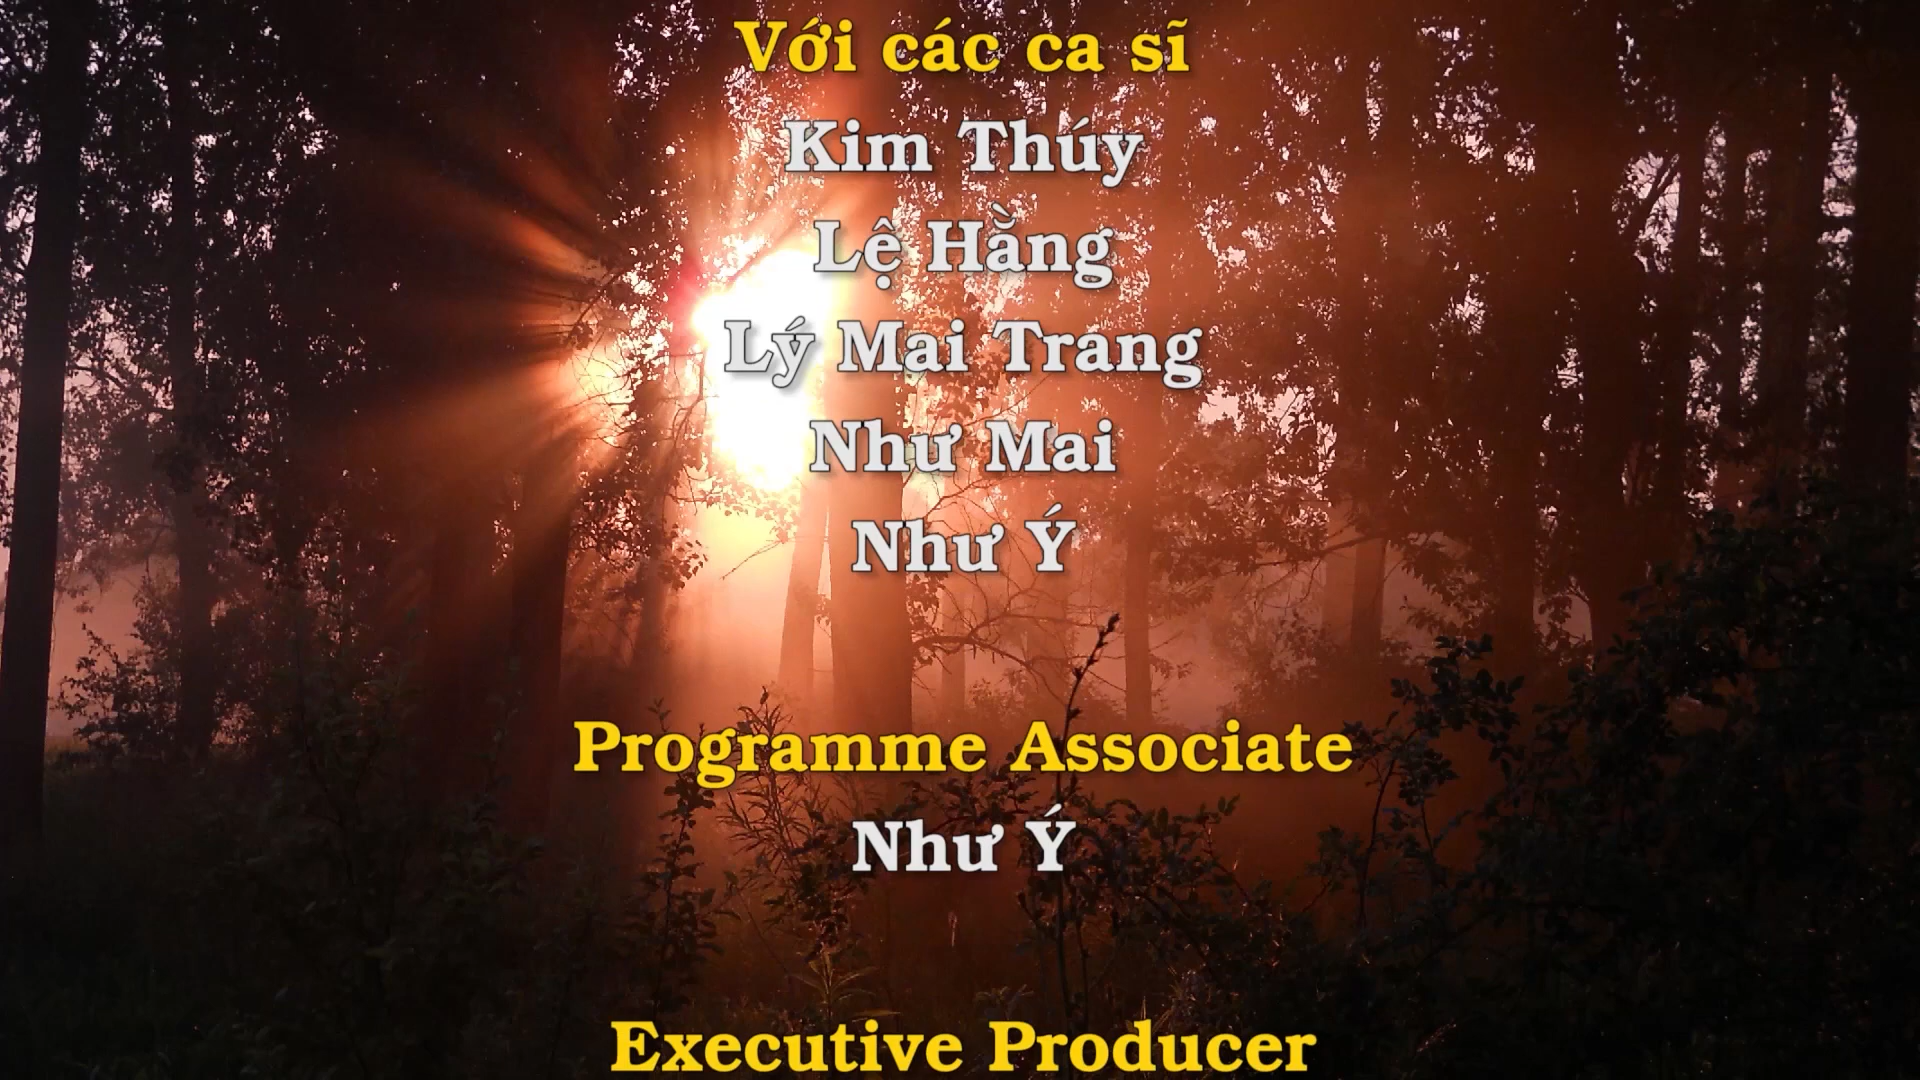 Với các ca sĩ
Kim Thúy
Lệ Hằng
Lý Mai Trang
Như Mai
Như Ý
Programme Associate
Như Ý
Executive Producer